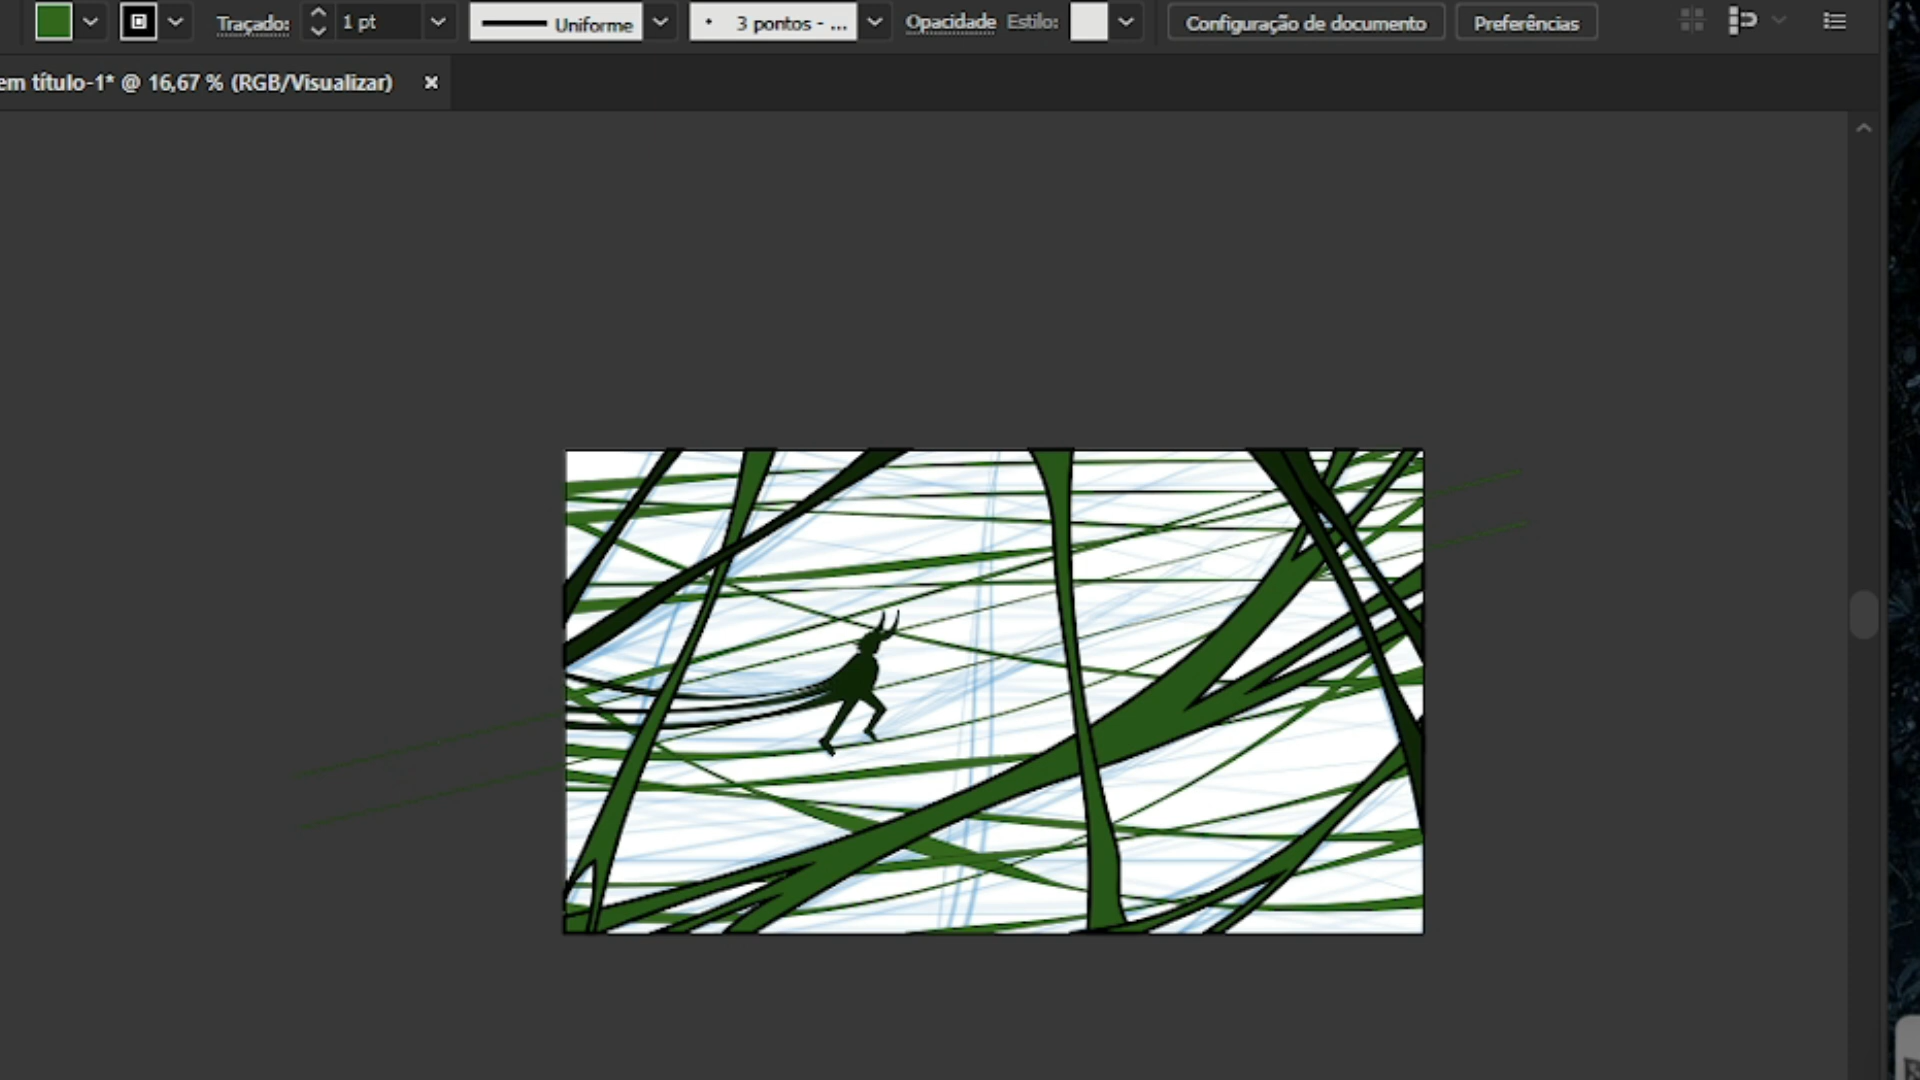 Traçado: 1 pt Uniforme 3 pontos - ... Opacidade Estilo: Configuração de documento Preferências
em título-1* @ 16,67 % (RGB/Visualizar)